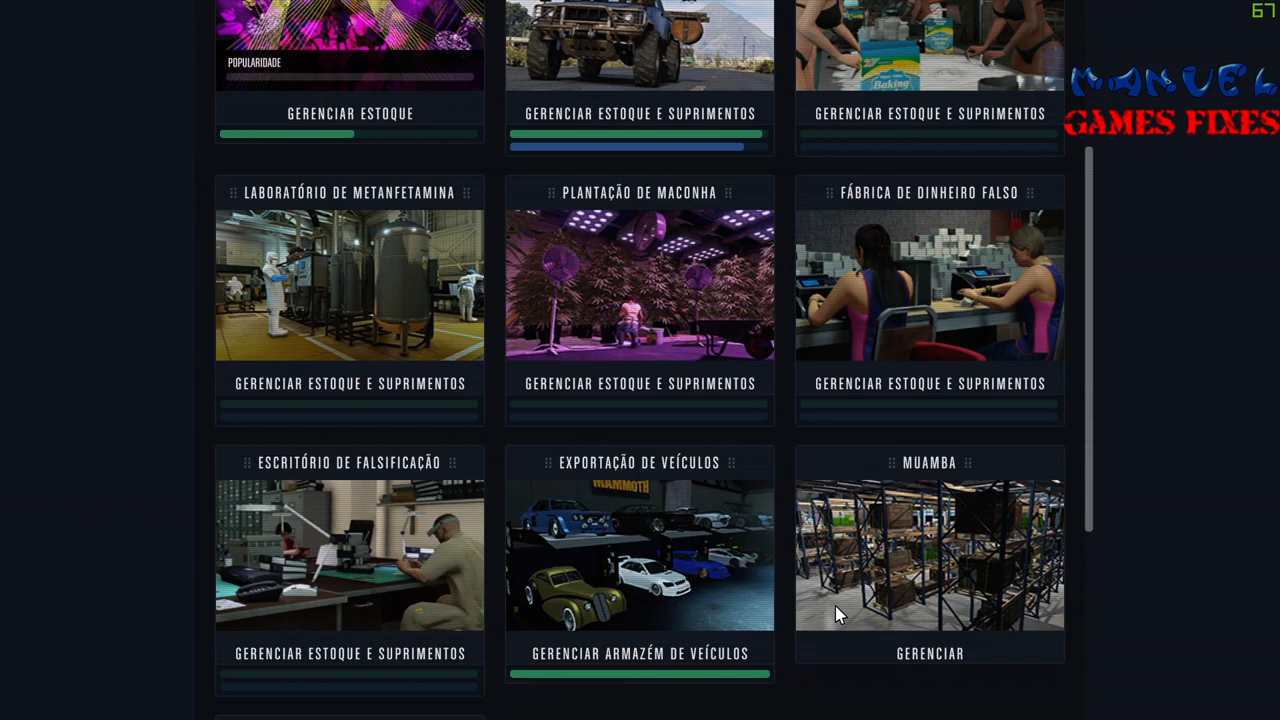 67
MANUEL
GAMES FIXES
POPULARIDADE
Baking
GERENCIAR ESTOQUE
GERENCIAR ESTOQUE E SUPRIMENTOS
GERENCIAR ESTOQUE E SUPRIMENTOS
LABORATÓRIO DE METANFETAMINA
PLANTAÇÃO DE MACONHA
FÁBRICA DE DINHEIRO FALSO
GERENCIAR ESTOQUE E SUPRIMENTOS
GERENCIAR ESTOQUE E SUPRIMENTOS
GERENCIAR ESTOQUE E SUPRIMENTOS
ESCRITÓRIO DE FALSIFICAÇÃO
EXPORTAÇÃO DE VEÍCULOS
MUAMBA
MAMMOTH
GERENCIAR ESTOQUE E SUPRIMENTOS
GERENCIAR ARMAZÉM DE VEÍCULOS
GERENCIAR